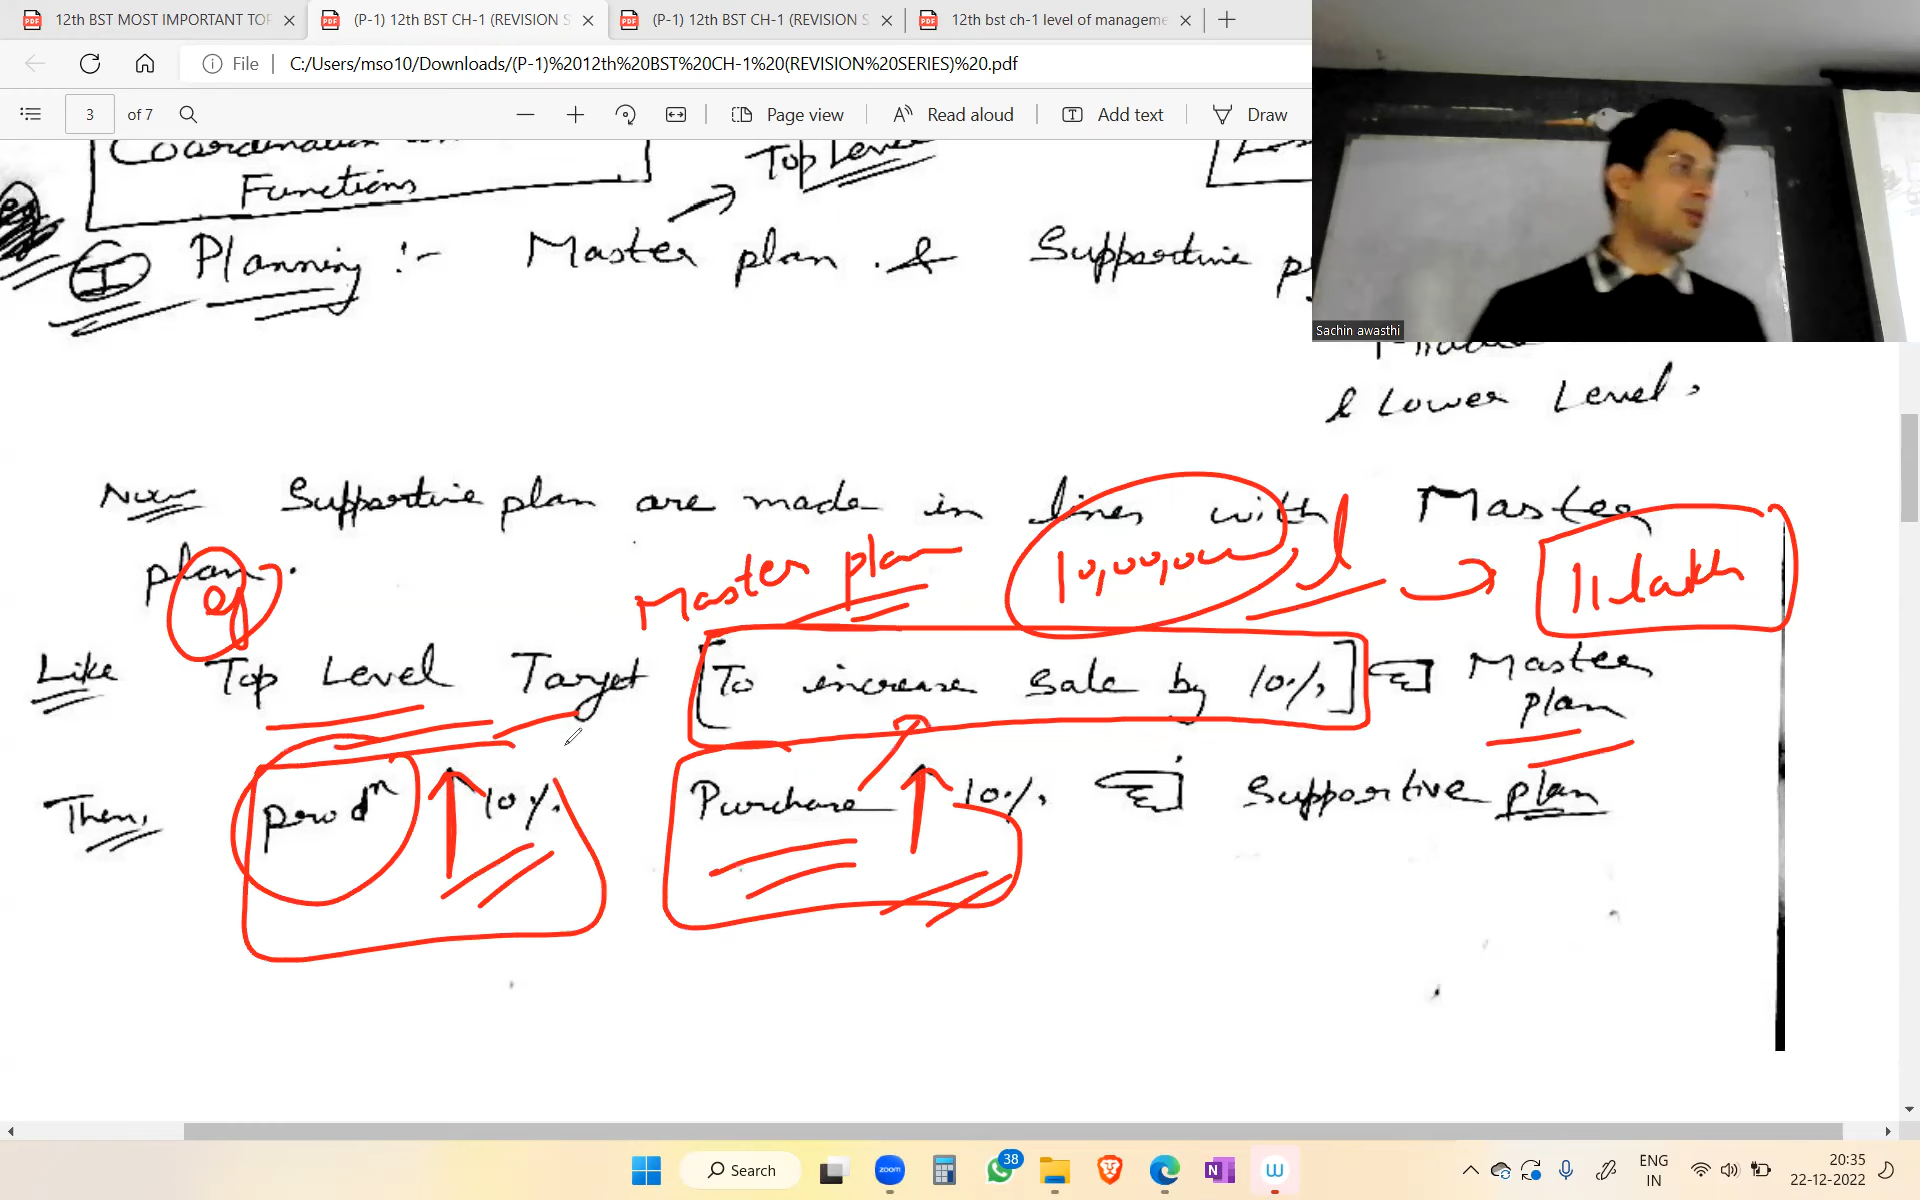 12th BST MOST IMPORTANT TOP
(P-1) 12th BST CH-1 (REVISION S
(P-1) 12th BST CH-1 (REVISION S
12th bst ch-1 level of manageme
File
C:/Users/mso10/Downloads/(P-1)%2012th%20BST%20CH-1%20(REVISION%20SERIES)%20.pdf
3 of 7
Page view
Read aloud
Add text
Draw
Functions
Top Level
I Planning :- Master plan & Supportive
Sachin awasthi
& Lower Level.
Now Supportive plan are made in lines with Master
plan.
eg
Master plan 10,00,000 11 lakh
Like Top Level Target [To increase sale by 10%] Master
plan
Then, prodn 10% Purchase 10% Supportive plan
Search
zoom
38
ENG
IN
20:35
22-12-2022